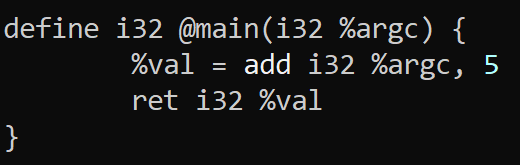 define i32 @main(i32 %argc) {
        %val = add i32 %argc, 5
        ret i32 %val
}